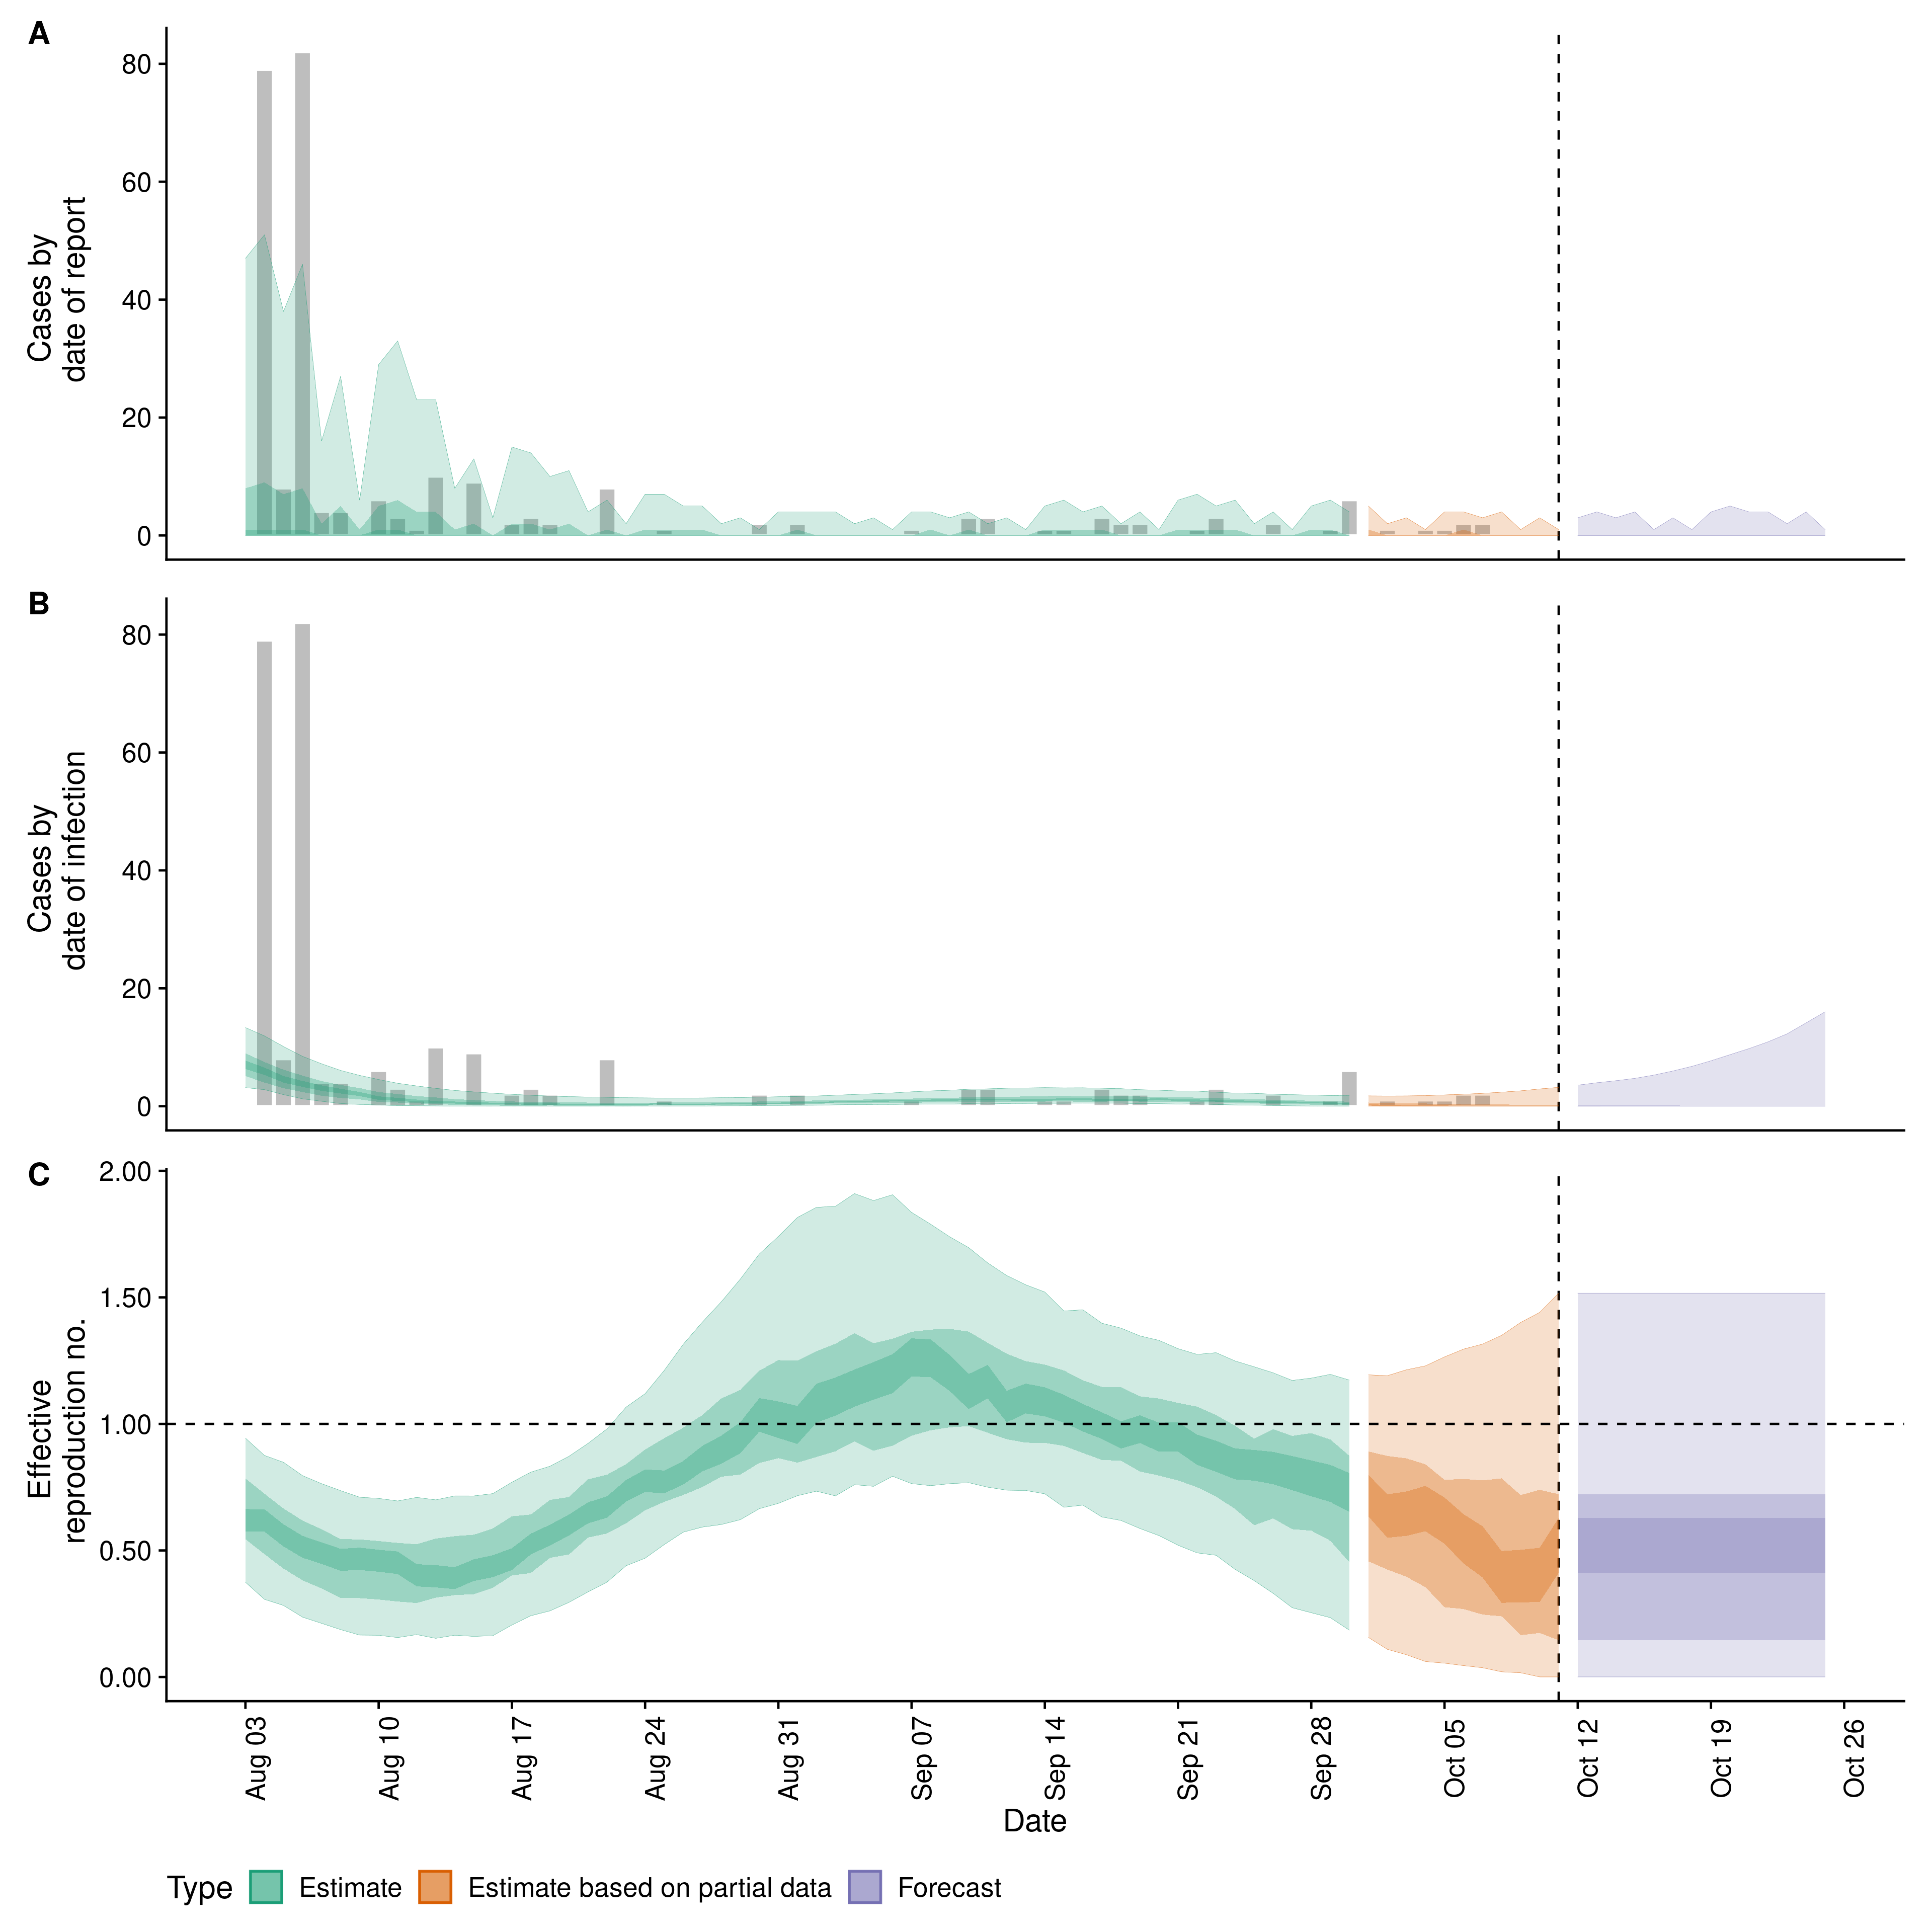 A
Cases by
date of report
80
60
40
20
0
B
Cases by
date of infection
80
60
40
20
0
C
Effective
reproduction no.
2.00
1.50
1.00
0.50
0.00
Aug 03
Aug 10
Aug 17
Aug 24
Aug 31
Sep 07
Sep 14
Sep 21
Sep 28
Oct 05
Oct 12
Oct 19
Oct 26
Date
Type Estimate Estimate based on partial data Forecast